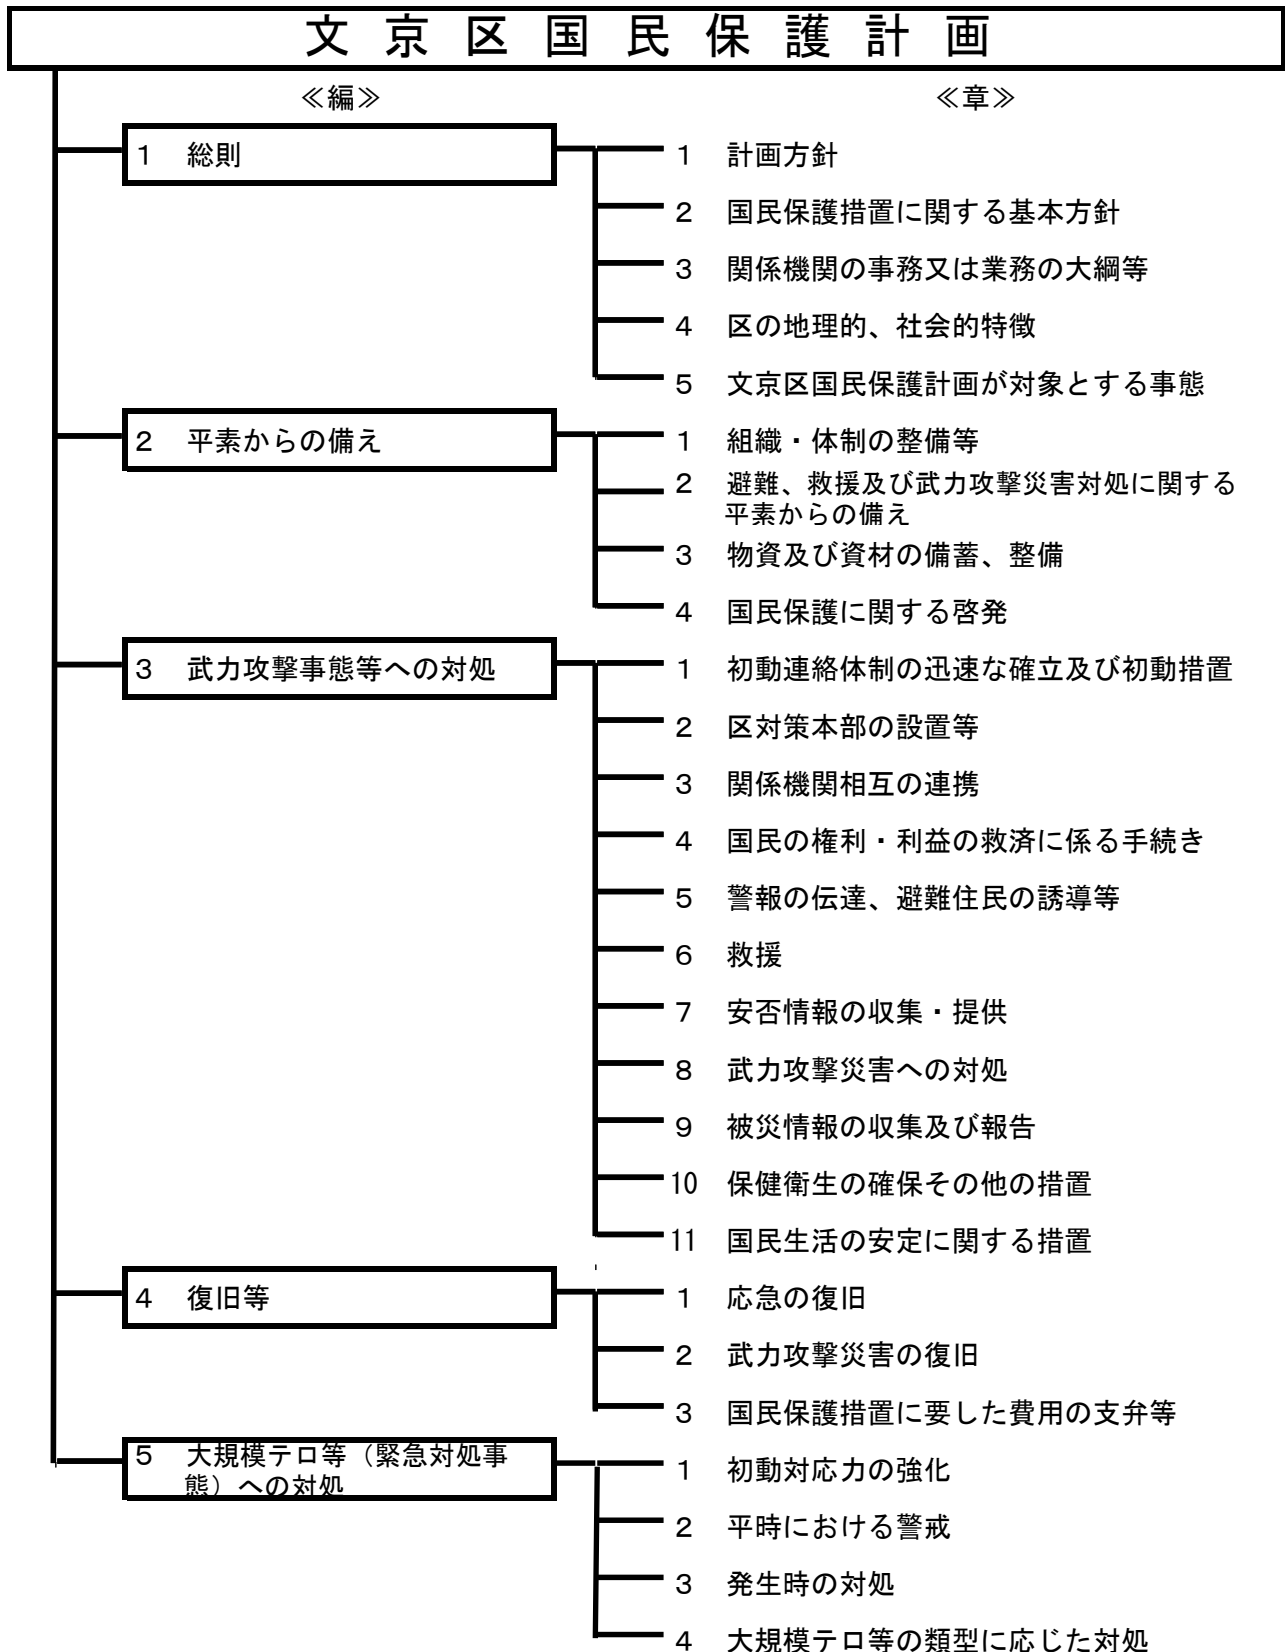 文京区国民保護計画
≪編≫ ≪章≫
1 総則
1 計画方針
2 国民保護措置に関する基本方針
3 関係機関の事務又は業務の大綱等
4 区の地理的、社会的特徴
5 文京区国民保護計画が対象とする事態
2 平素からの備え
1 組織・体制の整備等
2 避難、救援及び武力攻撃災害対処に関する
平素からの備え
3 物資及び資材の備蓄、整備
4 国民保護に関する啓発
3 武力攻撃事態等への対処
1 初動連絡体制の迅速な確立及び初動措置
2 区対策本部の設置等
3 関係機関相互の連携
4 国民の権利・利益の救済に係る手続き
5 警報の伝達、避難住民の誘導等
6 救援
7 安否情報の収集・提供
8 武力攻撃災害への対処
9 被災情報の収集及び報告
10 保健衛生の確保その他の措置
11 国民生活の安定に関する措置
4 復旧等
1 応急の復旧
2 武力攻撃災害の復旧
3 国民保護措置に要した費用の支弁等
5 大規模テロ等（緊急対処事
態）への対処
1 初動対応力の強化
2 平時における警戒
3 発生時の対処
4 大規模テロ等の類型に応じた対処